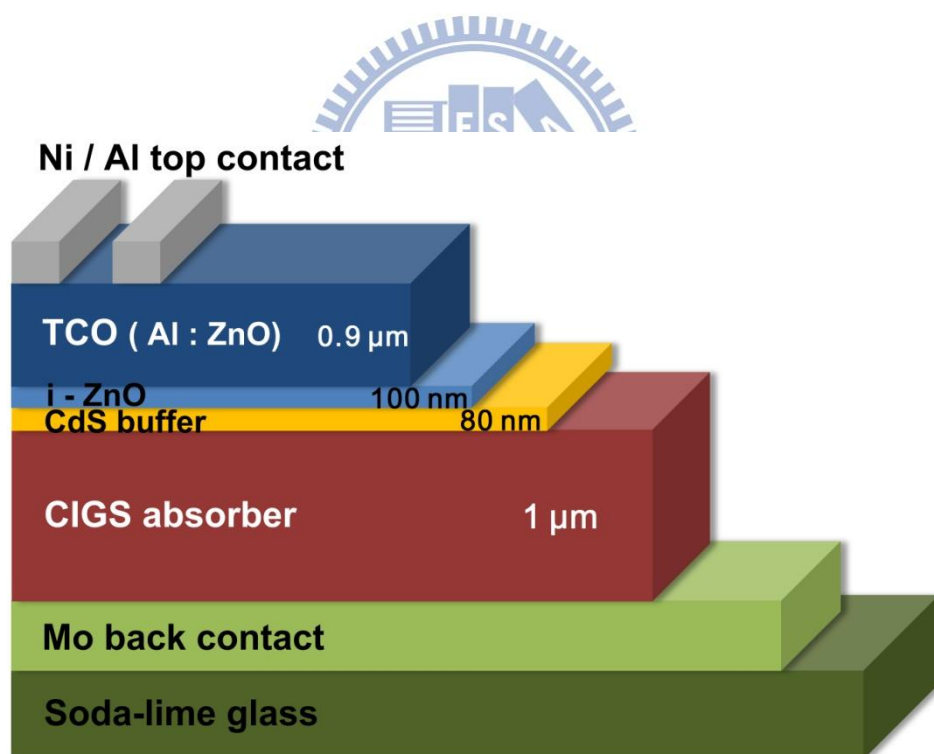 ES
Ni / Al top contact
TCO ( Al : ZnO) 0.9 μm
i - ZnO 100 nm
CdS buffer 80 nm
CIGS absorber 1 μm
Mo back contact
Soda-lime glass